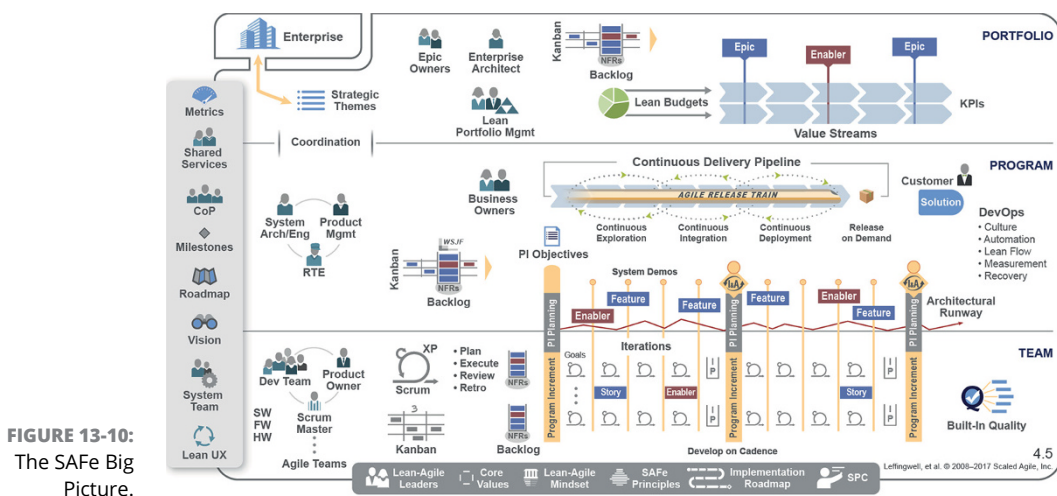 Enterprise
Strategic
Themes
Coordination
Epic
Owners
Enterprise
Architect
Lean
Portfolio Mgmt
Kanban
NFRs
Backlog
Lean Budgets
Epic
Enabler
Epic
Value Streams
KPIs
PORTFOLIO
Metrics
Shared
Services
CoP
Milestones
Roadmap
Vision
System
Team
Lean UX
System
Arch/Eng
Product
Mgmt
RTE
Business
Owners
Kanban
WSJF
NFRs
Backlog
Continuous Delivery Pipeline
AGILE RELEASE TRAIN
Continuous
Exploration
Continuous
Integration
Continuous
Deployment
Release
on Demand
PROGRAM
Customer
Solution
DevOps
• Culture
• Automation
• Lean Flow
• Measurement
• Recovery
PI Objectives
System Demos
PI Planning
Enabler
Feature
Feature
I&A
PI Planning
Feature
Enabler
Feature
I&A
PI Planning
Architectural
Runway
TEAM
Dev Team
Product
Owner
Scrum
Master
SW
FW
HW
Agile Teams
XP
Scrum
• Plan
• Execute
• Review
• Retro
Kanban
3
NFRs
NFRs
Backlog
Program Increment
Goals
Iterations
Story
Enabler
I P
I P
Program Increment
Story
I P
I P
Program Increment
Develop on Cadence
Built-In Quality
4.5
Leffingwell, et al. © 2008–2017 Scaled Agile, Inc.
Lean-Agile
Leaders
Core
Values
Lean-Agile
Mindset
SAFe
Principles
Implementation
Roadmap
SPC
FIGURE 13-10:
The SAFe Big
Picture.